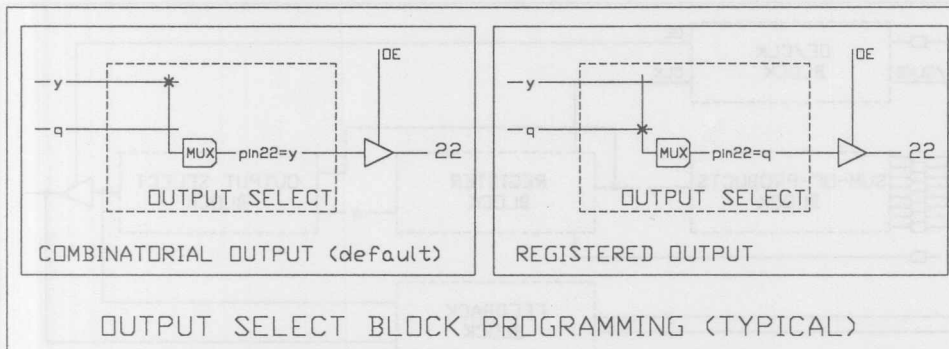 OE
y
q
MUX
pin22=y
22
OUTPUT SELECT
COMBINATORIAL OUTPUT (default)
OE
y
q
MUX
pin22=q
22
OUTPUT SELECT
REGISTERED OUTPUT
OUTPUT SELECT BLOCK PROGRAMMING (TYPICAL)